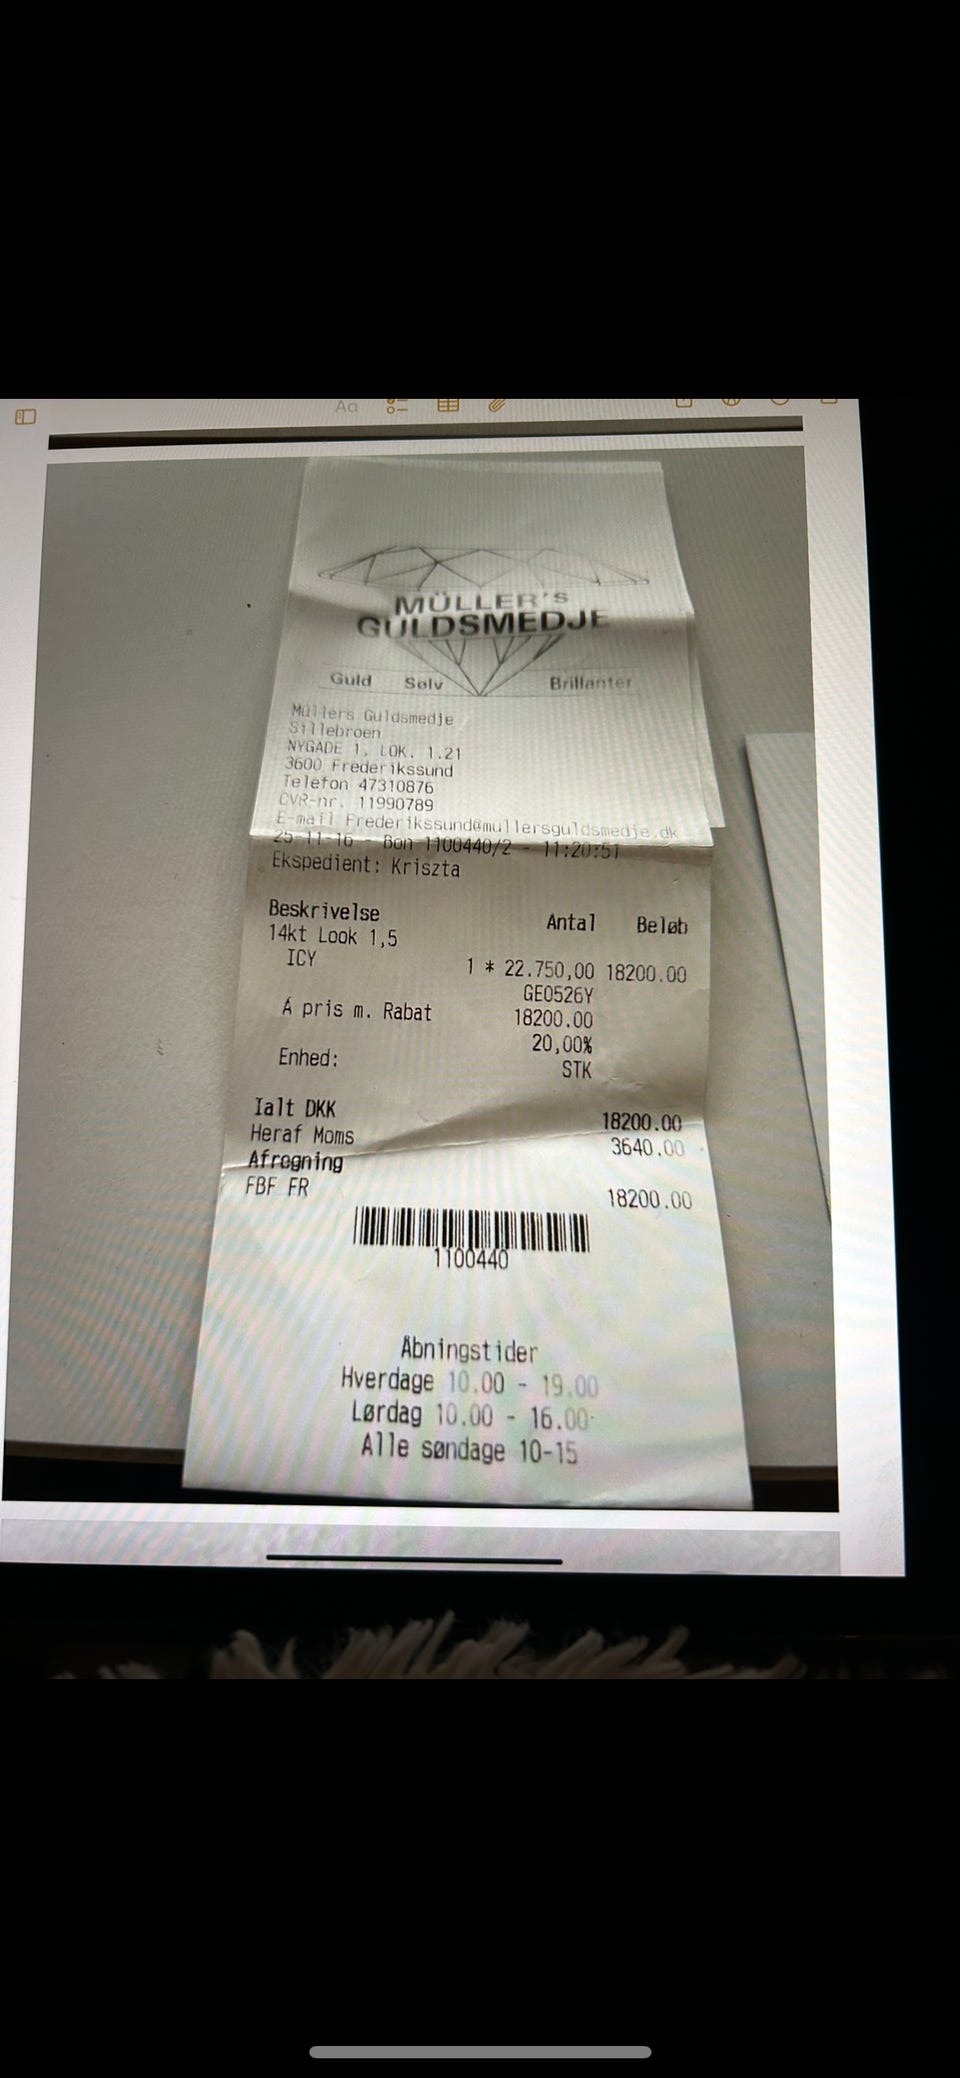 Aa
MÜLLER'S
GULDSMEDJE
Guld Sølv Brillanter
Müllers Guldsmedje
Sillebroen
NYGADE 1, LOK. 1.21
3600 Frederikssund
Telefon 47310876
CVR-nr. 11990789
E-mail Frederikssund@mullersguldsmedje.dk
25-11-16 - Bon 1100440/2 - 11:20:51
Ekspedient: Kriszta
Beskrivelse Antal Beløb
14kt Look 1,5
ICY 1 * 22.750,00 18200.00
GE0526Y
Á pris m. Rabat 18200.00
20,00%
Enhed: STK
Ialt DKK 18200.00
Heraf Moms 3640.00
Afregning
FBF FR 18200.00
1100440
Åbningstider
Hverdage 10.00 - 19.00
Lørdag 10.00 - 16.00
Alle søndage 10-15